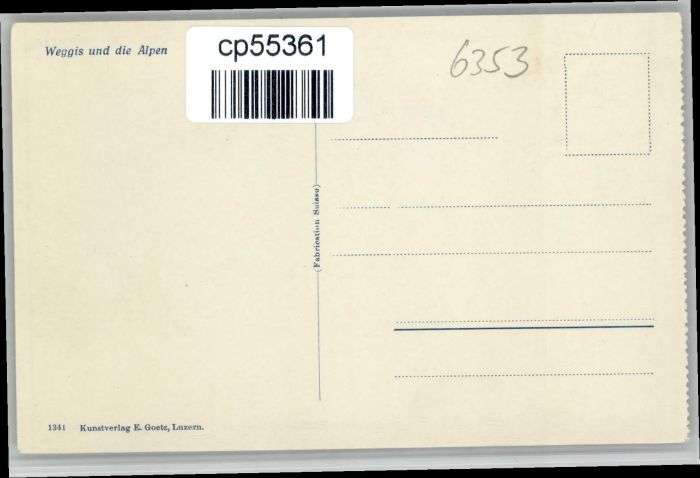 Weggis und die Alpen
cp55361
6353
(Fabrication Suisse)
1341 Kunstverlag E. Goetz, Luzern.